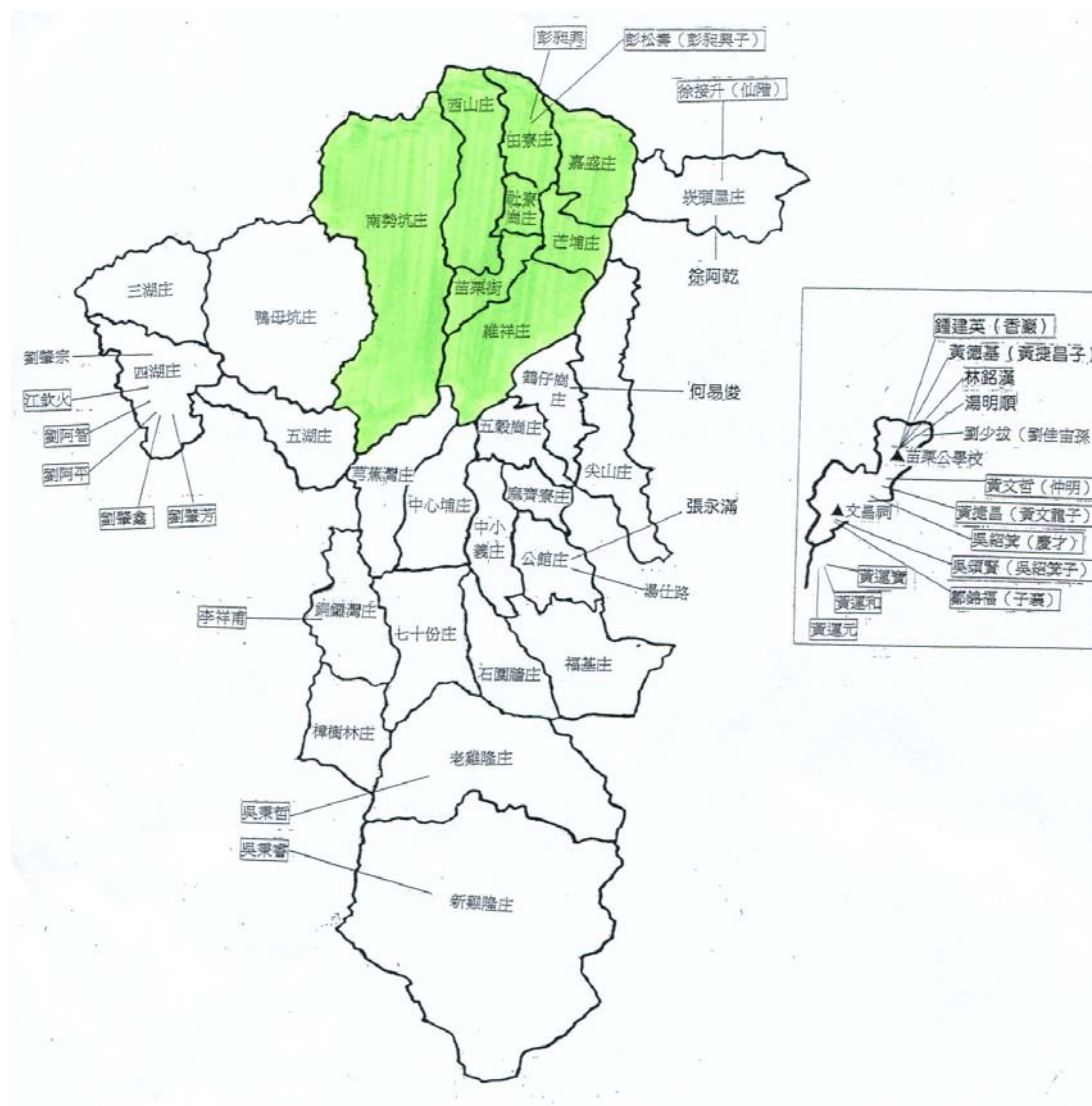 彭昶興
彭松壽（彭昶興子）
徐接升（仙階）
西山庄
田寮庄
嘉盛庄
崁頭屋庄
社寮
崗庄
南勢坑庄
芒埔庄
徐阿乾
苗栗街
三湖庄
鴨母坑庄
維祥庄
劉肇宗
四湖庄
鶴仔崗
庄
何易俊
江欽火
劉阿智
五湖庄
五穀崗庄
劉阿平
芎蕉灣庄
尖山庄
麻齊寮庄
劉肇鑫
劉肇芳
中心埔庄
中小
義庄
張永滿
公館庄
湯仕路
李祥甫
銅鑼灣庄
七十份庄
石圍牆庄
福基庄
樟樹林庄
老雞隆庄
吳秉哲
吳秉書
新雞隆庄
鍾建英（香巖）
黃德基（黃捷昌子）
林銘漢
湯明順
劉少拔（劉佳宙孫
苗栗公學校
黃文哲（仲明）
黃捷昌（黃文龍子）
文昌祠
吳紹箕（慶才）
吳頌賢（吳紹箕子）
黃運寶
鄒錦福（子襄）
黃運和
黃運元